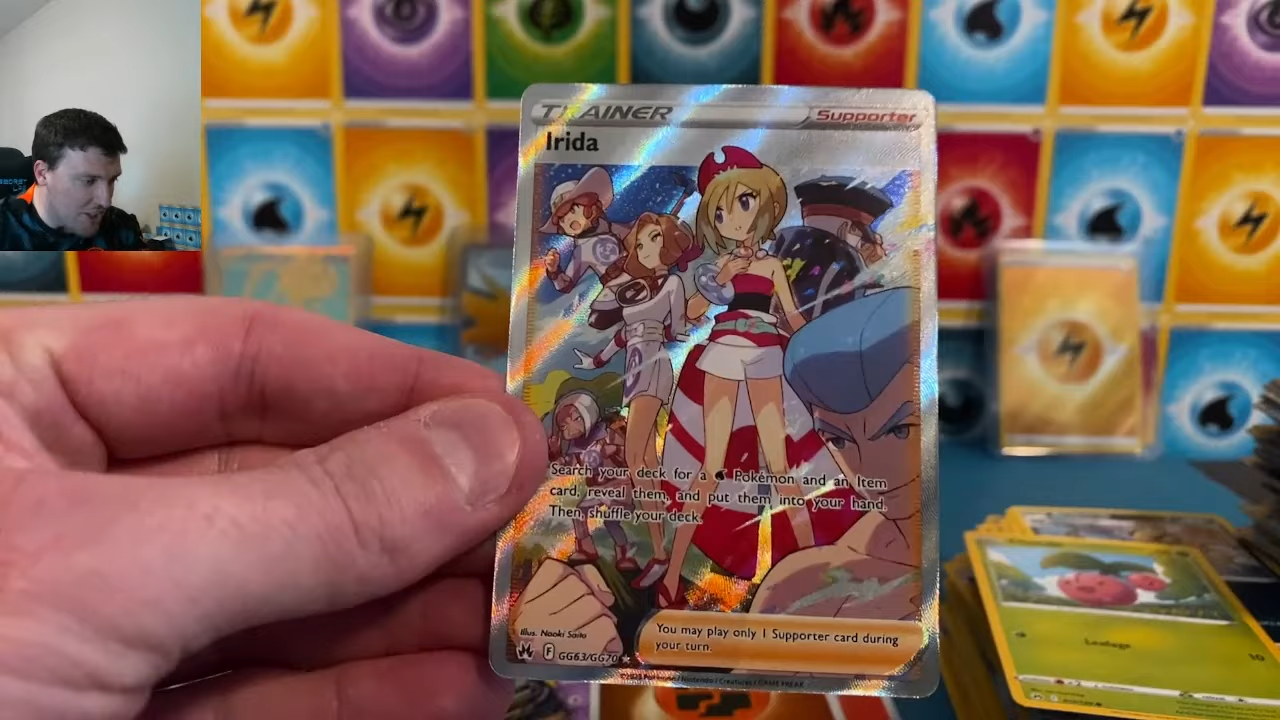 TRAINER
Supporter
Irida
Search your deck for a Pokémon and an Item
card, reveal them, and put them into your hand.
Then, shuffle your deck.
Illus. Naoki Saito
F GG63/GG70
You may play only 1 Supporter card during
your turn.
Leafage 10